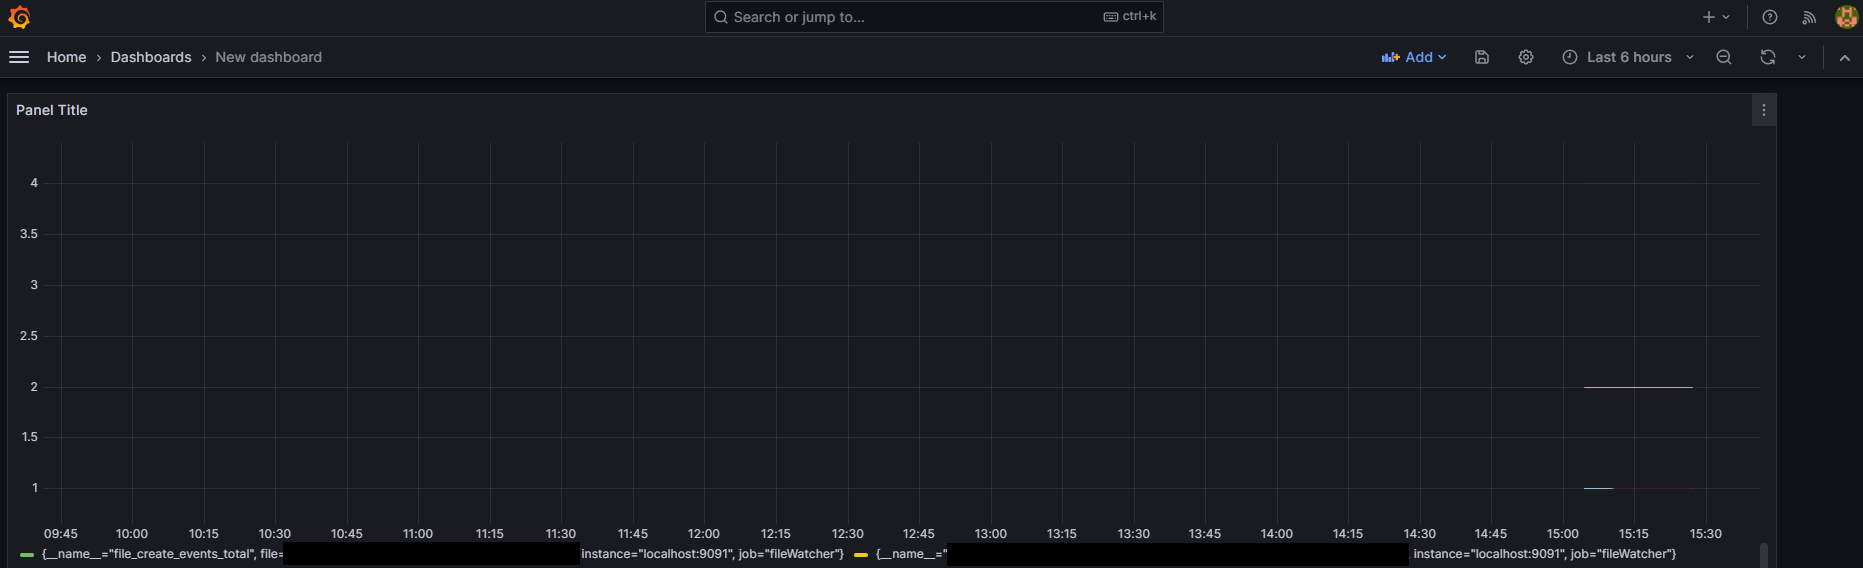 Search or jump to... ctrl+k
Home › Dashboards › New dashboard Add Last 6 hours
Panel Title
4
3.5
3
2.5
2
1.5
1
09:45 10:00 10:15 10:30 10:45 11:00 11:15 11:30 11:45 12:00 12:15 12:30 12:45 13:00 13:15 13:30 13:45 14:00 14:15 14:30 14:45 15:00 15:15 15:30
{__name__="file_create_events_total", file= instance="localhost:9091", job="fileWatcher"} {__name__=" instance="localhost:9091", job="fileWatcher"}